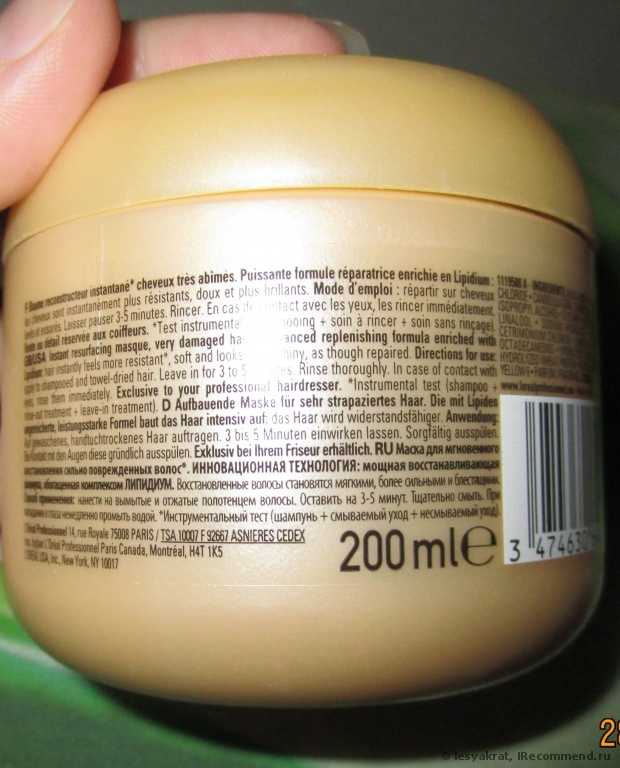 F Baume reconstructeur instantané* cheveux très abîmés. Puissante formule réparatrice enrichie en Lipidium :
cheveux sont instantanément plus résistants, doux et plus brillants. Mode d'emploi : répartir sur cheveux
et essorés. Laisser pauser 3-5 minutes. Rincer. En cas de contact avec les yeux, les rincer immédiatement.
Vente au détail réservée aux coiffeurs. *Test instrumental + soin à rincer + soin sans rinçage).
GB/USA Instant resurfacing masque, very damaged hair. replenishing formula enriched with
Lipidium: hair instantly feels more resistant*, soft and looks shiny, as though repaired. Directions for use:
to shampooed and towel-dried hair. Leave in for 3 to 5 Rinse thoroughly. In case of contact with
eyes, rinse them immediately. Exclusive to your professional hairdresser. *Instrumental test (shampoo +
rinse-out treatment + leave-in treatment). D Aufbauende Maske für sehr strapaziertes Haar. Die mit Lipiden
angereicherte, leistungsstarke Formel baut das Haar intensiv auf: das Haar wird widerstandsfähiger. Anwendung:
Auf gewaschenes, handtuchtrockenes Haar auftragen. 3 bis 5 Minuten einwirken lassen. Sorgfältig ausspülen.
Bei Kontakt mit den Augen diese gründlich ausspülen. Exklusiv bei Ihrem Friseur erhältlich. RU Маска для мгновенного
восстановления сильно поврежденных волос*. ИННОВАЦИОННАЯ ТЕХНОЛОГИЯ: мощная восстанавливающая
формула, обогащенная комплексом ЛИПИДИУМ. Восстановленные волосы становятся мягкими, более сильными и блестящими.
Способ применения: нанести на вымытые и отжатые полотенцем волосы. Оставить на 3-5 минут. Тщательно смыть. При
попадании в глаза немедленно промыть водой. *Инструментальный тест (шампунь + смываемый уход + несмываемый уход).
L'Oréal Professionnel 14, rue Royale 75008 PARIS / TSA 10007 F 92667 ASNIERES CEDEX
L'Oréal Professionnel Paris Canada, Montréal, H4T 1K5
L'ORÉAL USA, Inc., New York, NY 10017
200 ml e
1119588 A - INGREDIENTS
3 474630
28
© lesyakrat, IRecommend.ru